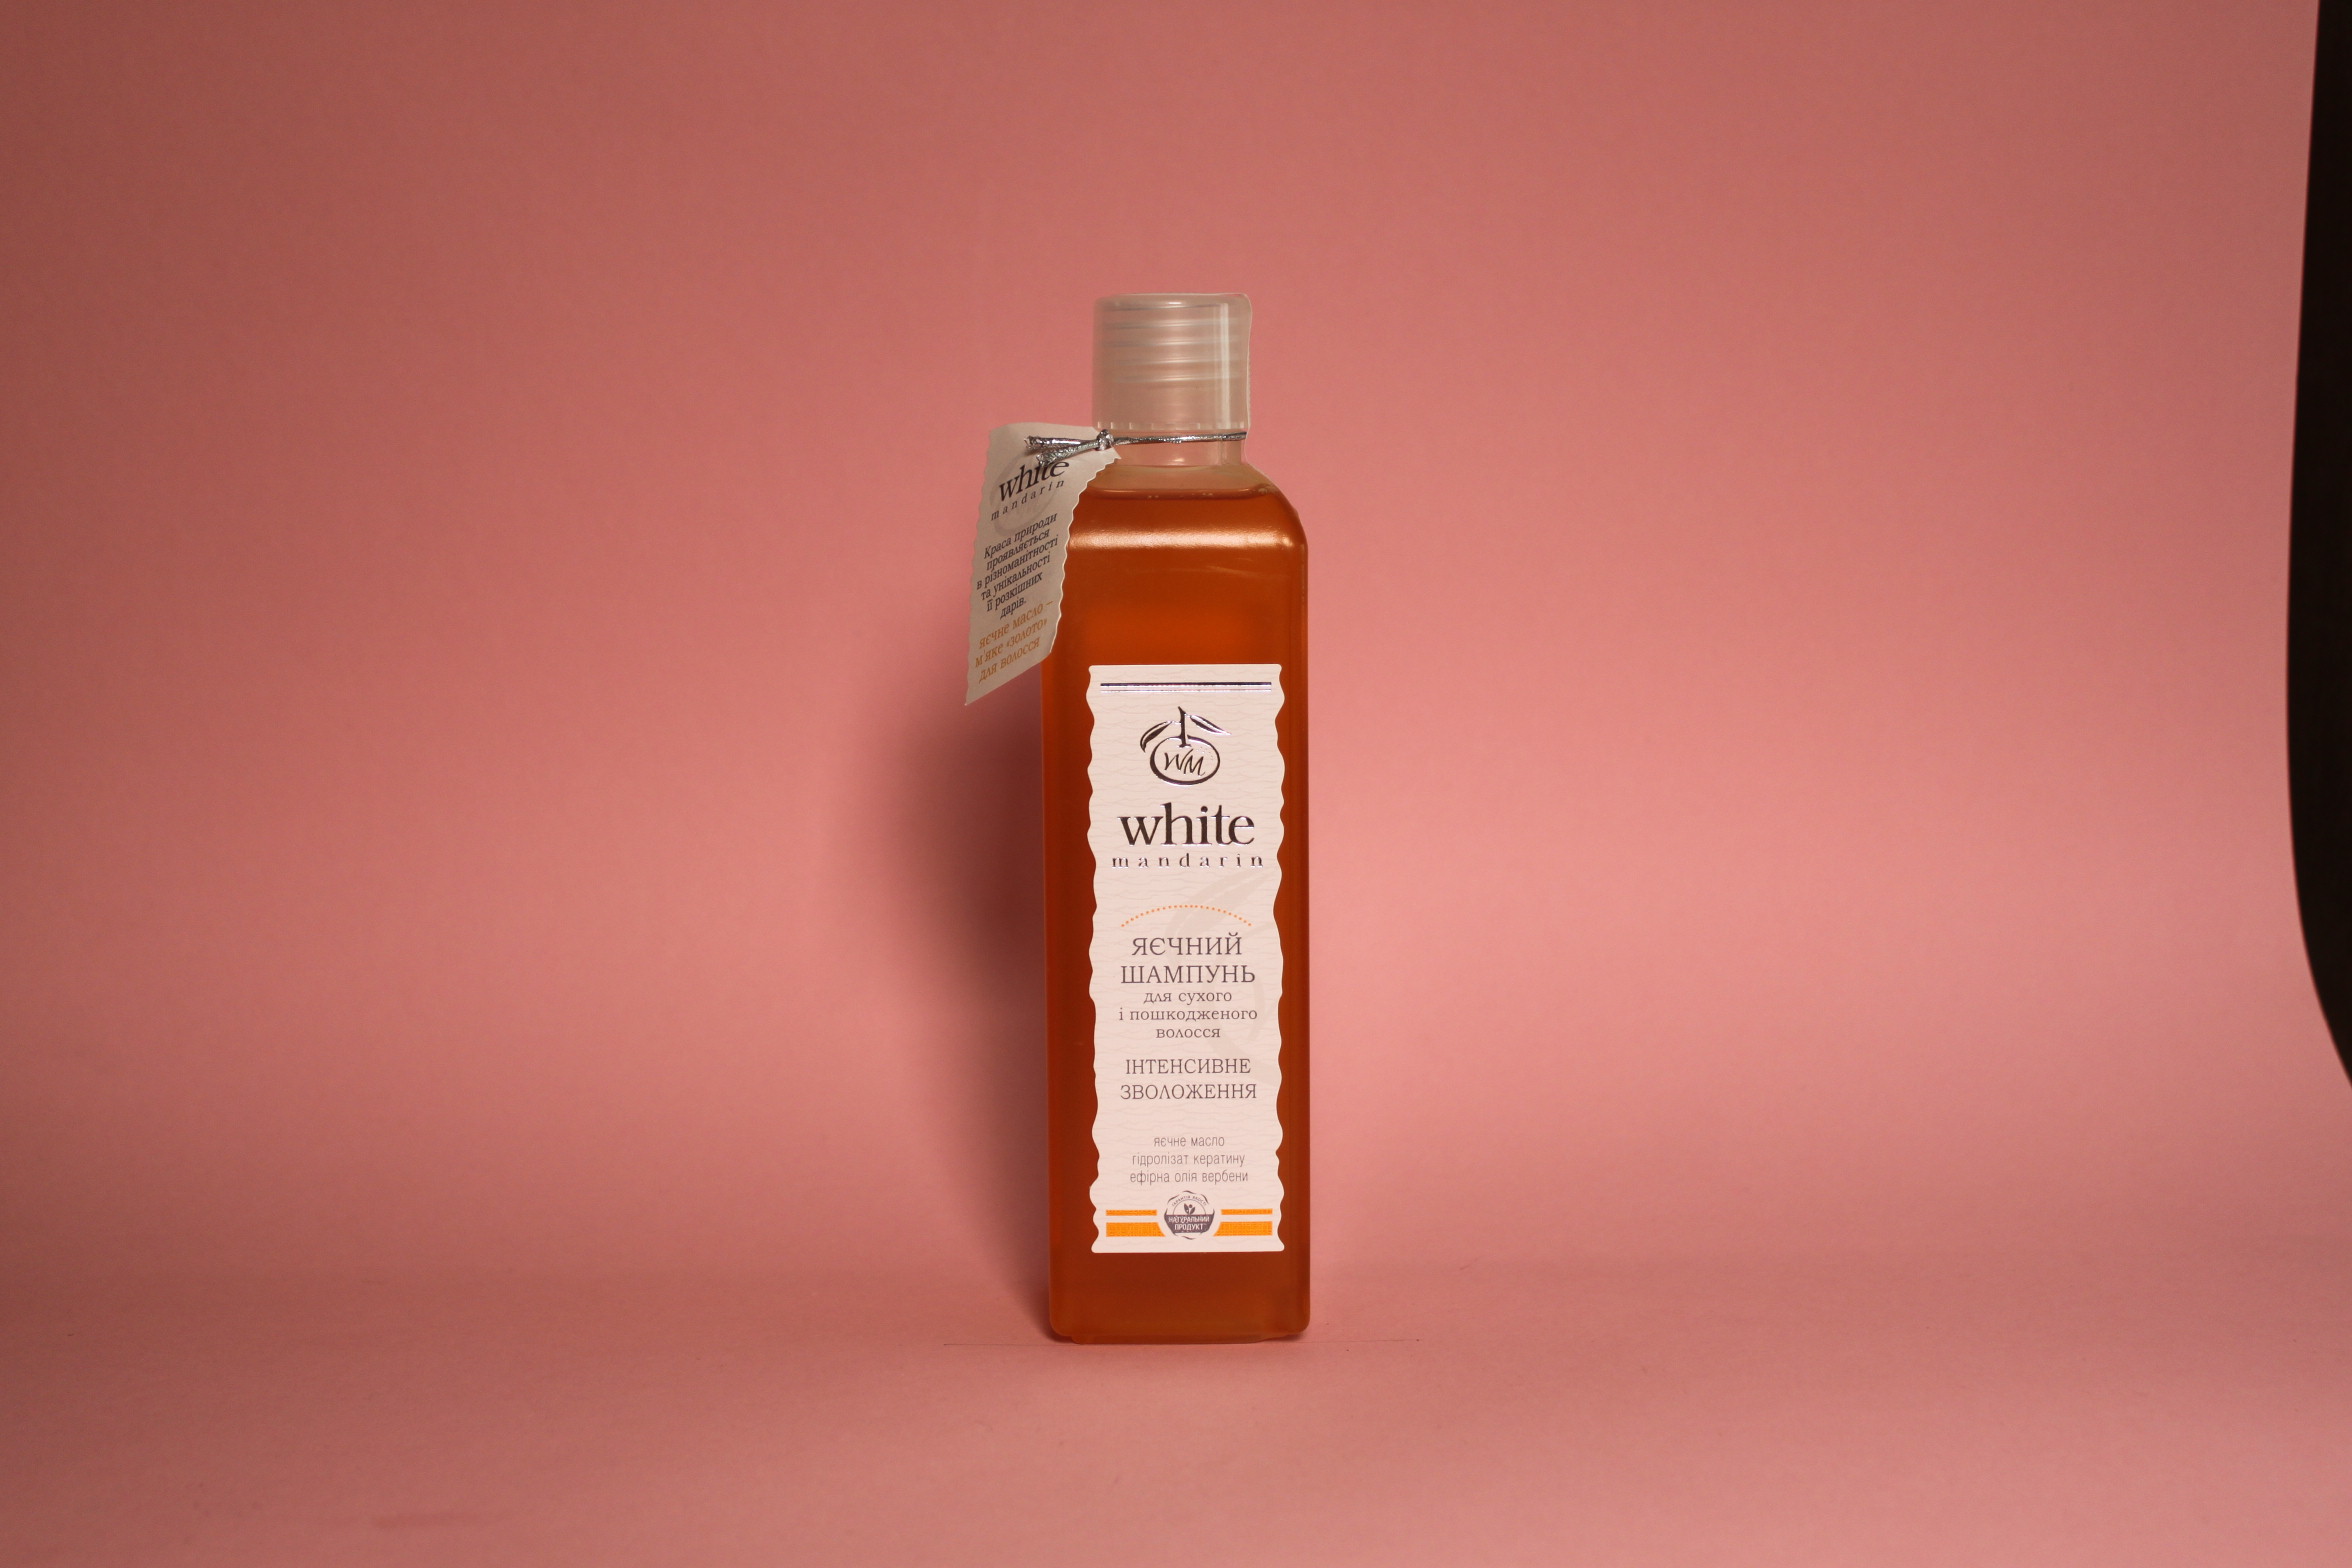 white
mandarin
Краса природи
проявляється
в різноманітності
та унікальності
її розкішних
дарів.
яєчне масло –
м'яке «золото»
для волосся
WM
white
mandarin
ЯЄЧНИЙ
ШАМПУНЬ
для сухого
і пошкодженого
волосся
ІНТЕНСИВНЕ
ЗВОЛОЖЕННЯ
яєчне масло
гідролізат кератину
ефірна олія вербени
НАТУРАЛЬНИЙ
ПРОДУКТ